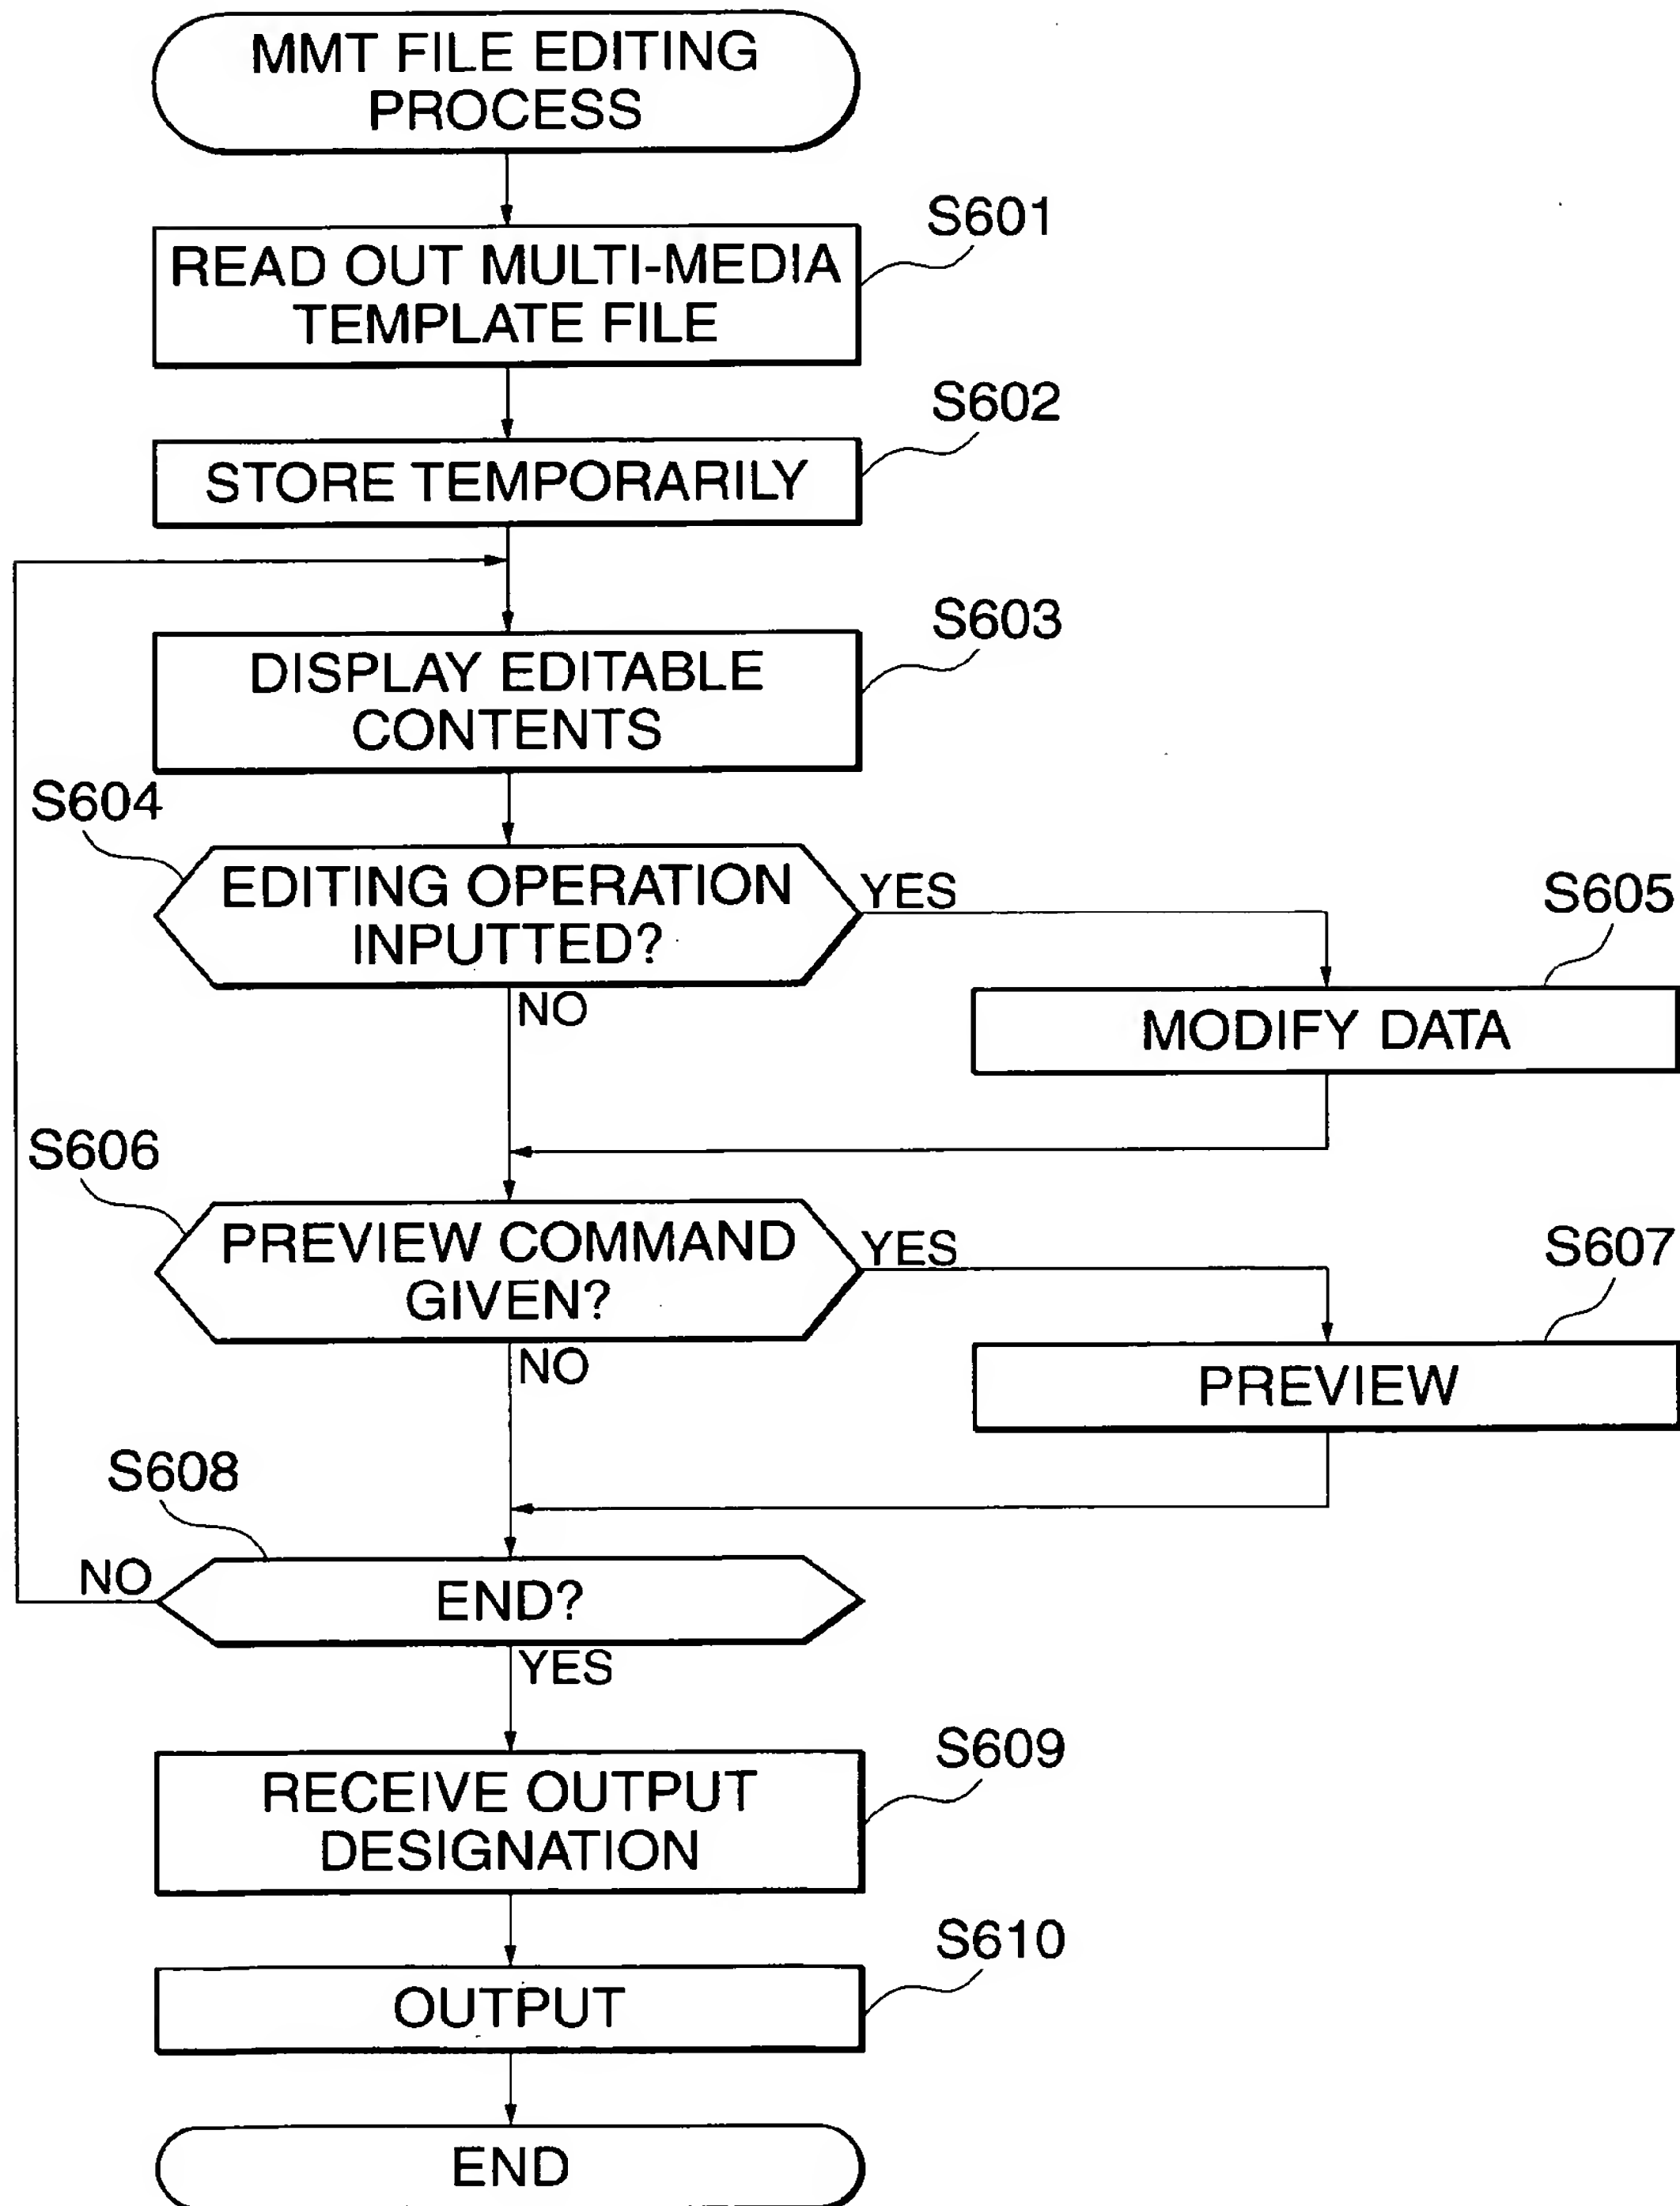 MMT FILE EDITING
PROCESS
S601
READ OUT MULTI-MEDIA
TEMPLATE FILE
S602
STORE TEMPORARILY
S603
DISPLAY EDITABLE
CONTENTS
S604
EDITING OPERATION
INPUTTED?
YES
NO
S605
MODIFY DATA
S606
PREVIEW COMMAND
GIVEN?
YES
NO
S607
PREVIEW
S608
NO
END?
YES
S609
RECEIVE OUTPUT
DESIGNATION
S610
OUTPUT
END